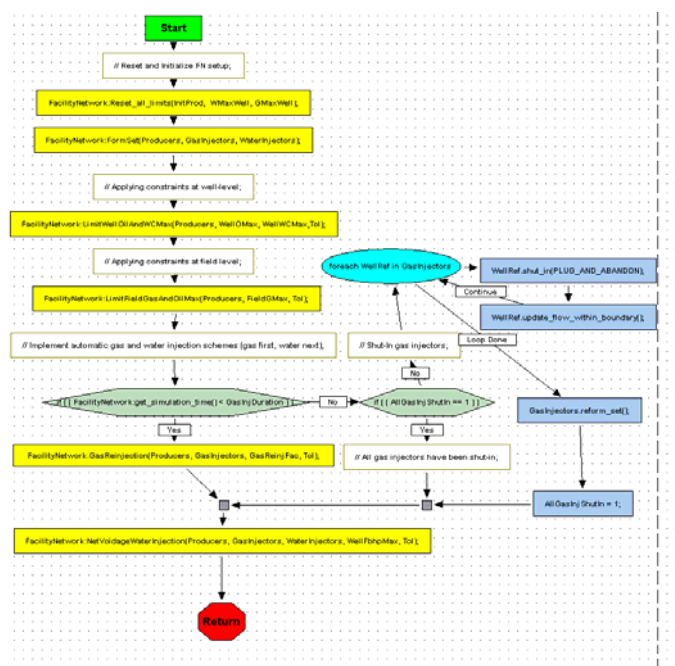 Start
// Reset and Initialize FN setup;
FacilityNetwork:Reset_all_limits(InitProd, WMaxWell, GMaxWell);
FacilityNetwork:FormSet(Producers, GasInjectors, WaterInjectors);
// Applying constraints at well-level;
FacilityNetwork:LimitWellOilAndWCMax(Producers, WellOMax, WellWCMax,Tol);
// Applying constraints at field level;
FacilityNetwork:LimitFieldGasAndOilMax(Producers, FieldGMax, Tol);
// Implement automatic gas and water injection schemes (gas first, water next);
if ( ( FacilityNetwork:get_simulation_time() < GasInjDuration ) )
No
if ( ( AllGasInjShutIn == 1 ) )
No
// Shut-In gas injectors;
foreach WellRef in GasInjectors
WellRef.shut_in(PLUG_AND_ABANDON);
Continue
WellRef.update_flow_within_boundary();
Loop Done
GasInjectors.reform_set();
AllGasInjShutIn = 1;
Yes
Yes
FacilityNetwork:GasReinjection(Producers, GasInjectors, GasReinjFac, Tol);
// All gas injectors have been shut-in;
FacilityNetwork:NetVoidageWaterInjection(Producers, GasInjectors, WaterInjectors, WellPbhpMax, Tol);
Return